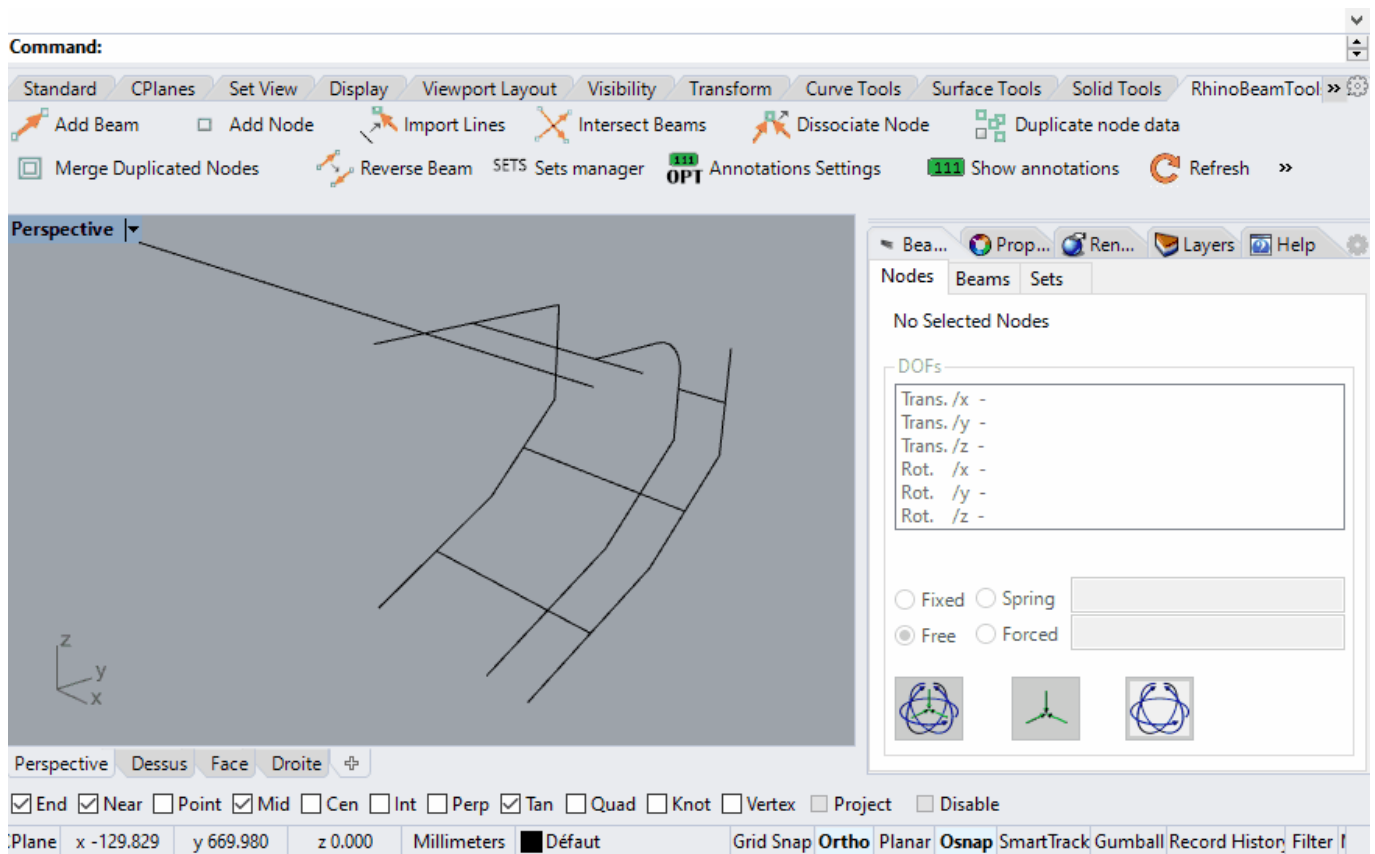 Command:
Standard CPlanes Set View Display Viewport Layout Visibility Transform Curve Tools Surface Tools Solid Tools RhinoBeamTool »
Add Beam Add Node Import Lines Intersect Beams Dissociate Node Duplicate node data
Merge Duplicated Nodes Reverse Beam SETS Sets manager 111 OPT Annotations Settings 111 Show annotations Refresh »
Perspective
Bea... Prop... Ren... Layers Help
Nodes Beams Sets
No Selected Nodes
DOFs
Trans. /x -
Trans. /y -
Trans. /z -
Rot. /x -
Rot. /y -
Rot. /z -
Fixed Spring
Free Forced
z
y
x
Perspective Dessus Face Droite
End Near Point Mid Cen Int Perp Tan Quad Knot Vertex Project Disable
CPlane x -129.829 y 669.980 z 0.000 Millimeters Défaut Grid Snap Ortho Planar Osnap SmartTrack Gumball Record History Filter